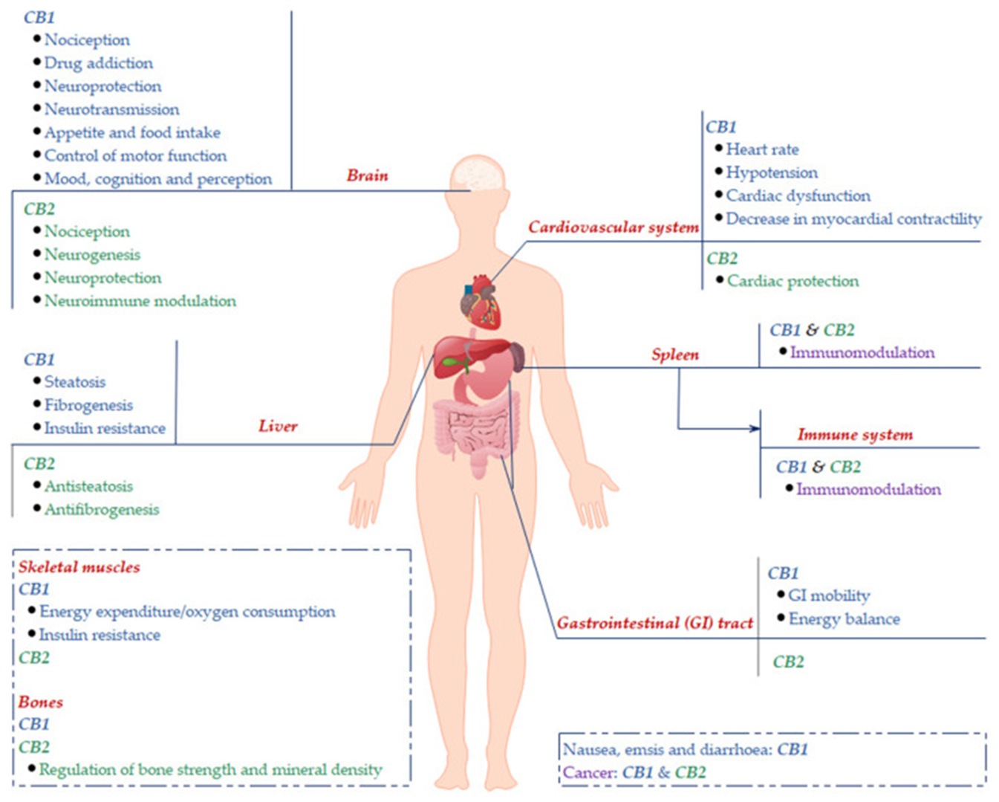 CB1
• Nociception
• Drug addiction
• Neuroprotection
• Neurotransmission
• Appetite and food intake
• Control of motor function
• Mood, cognition and perception
Brain
CB2
• Nociception
• Neurogenesis
• Neuroprotection
• Neuroimmune modulation
CB1
• Steatosis
• Fibrogenesis
• Insulin resistance
Liver
CB2
• Antisteatosis
• Antifibrogenesis
Skeletal muscles
CB1
• Energy expenditure/oxygen consumption
• Insulin resistance
CB2
Bones
CB1
CB2
• Regulation of bone strength and mineral density
CB1
• Heart rate
• Hypotension
• Cardiac dysfunction
• Decrease in myocardial contractility
Cardiovascular system
CB2
• Cardiac protection
CB1 & CB2
• Immunomodulation
Spleen
Immune system
CB1 & CB2
• Immunomodulation
CB1
• GI mobility
• Energy balance
Gastrointestinal (GI) tract
CB2
Nausea, emsis and diarrhoea: CB1
Cancer: CB1 & CB2